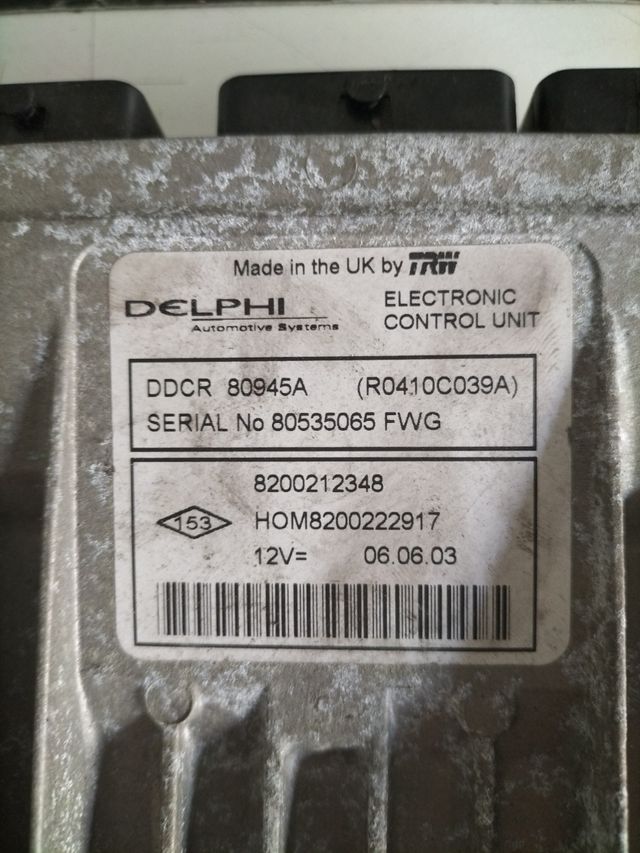 Made in the UK by TRW
DELPHI
Automotive Systems
ELECTRONIC
CONTROL UNIT
DDCR 80945A (R0410C039A)
SERIAL No 80535065 FWG
8200212348
153
HOM8200222917
12V= 06.06.03